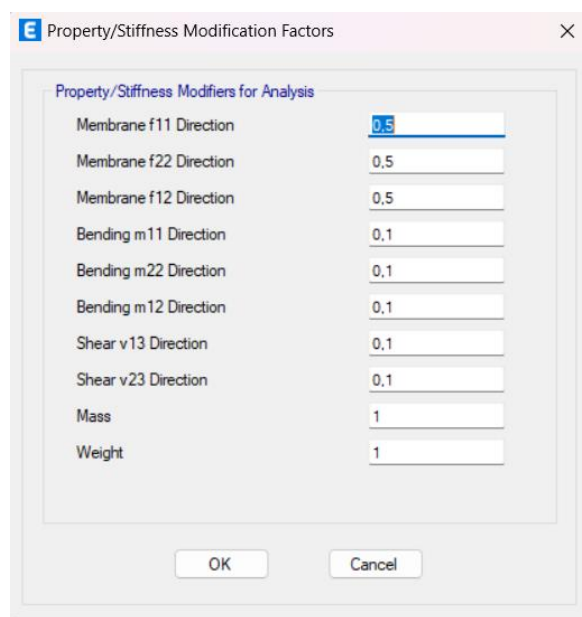 E Property/Stiffness Modification Factors
Property/Stiffness Modifiers for Analysis
Membrane f11 Direction 0,5
Membrane f22 Direction 0,5
Membrane f12 Direction 0,5
Bending m11 Direction 0,1
Bending m22 Direction 0,1
Bending m12 Direction 0,1
Shear v13 Direction 0,1
Shear v23 Direction 0,1
Mass 1
Weight 1
OK Cancel